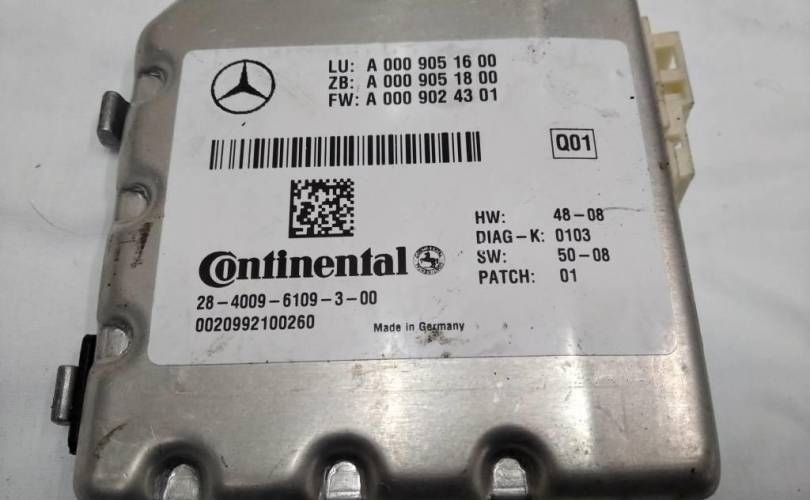 LU: A 000 905 16 00
ZB: A 000 905 18 00
FW: A 000 902 43 01
Q01
HW: 48-08
DIAG-K: 0103
SW: 50-08
PATCH: 01
Continental
28-4009-6109-3-00
0020992100260
Made in Germany